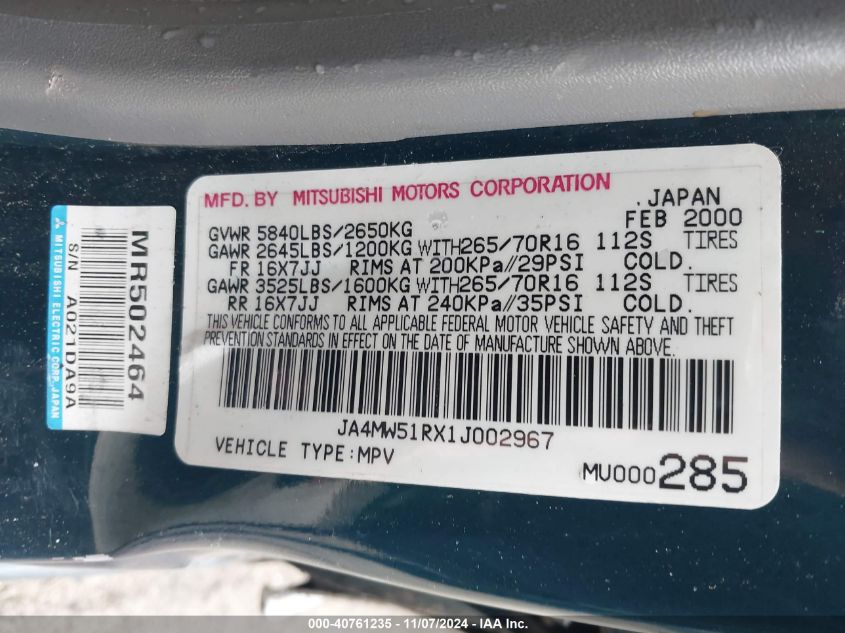 MFD. BY MITSUBISHI MOTORS CORPORATION .JAPAN
GVWR 5840LBS/2650KG FEB 2000
GAWR 2645LBS/1200KG WITH265/70R16 112S TIRES
FR 16X7JJ RIMS AT 200KPa//29PSI COLD.
GAWR 3525LBS/1600KG WITH265/70R16 112S TIRES
RR 16X7JJ RIMS AT 240KPa//35PSI COLD.
THIS VEHICLE CONFORMS TO ALL APPLICABLE FEDERAL MOTOR VEHICLE SAFETY AND THEFT
PREVENTION STANDARDS IN EFFECT ON THE DATE OF MANUFACTURE SHOWN ABOVE.
JA4MW51RX1J002967
VEHICLE TYPE:MPV
MU000285
MR502464
S/N A021DA9A
MITSUBISHI ELECTRIC CORP.JAPAN
000-40761235 - 11/07/2024 - IAAI.com